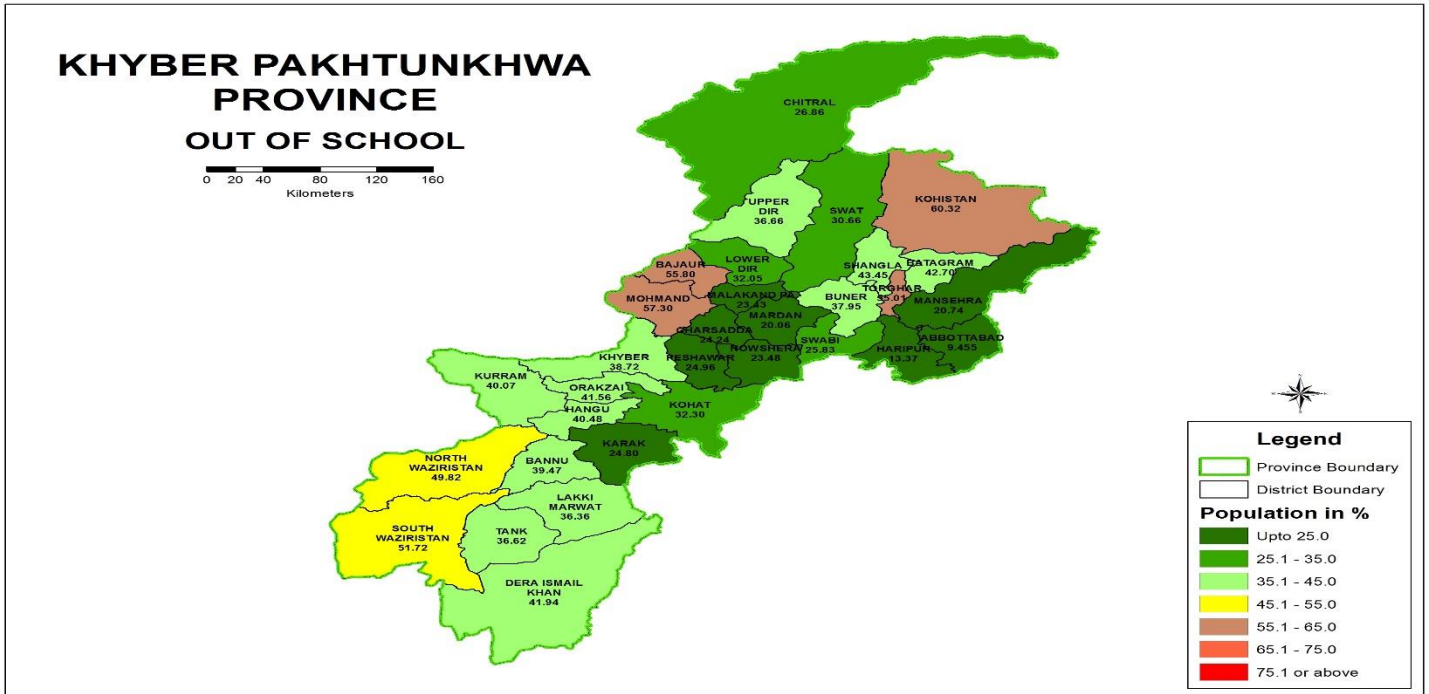 KHYBER PAKHTUNKHWA
PROVINCE
OUT OF SCHOOL
0 20 40 80 120 160
Kilometers
CHITRAL
26.86
UPPER
DIR
36.66
SWAT
30.66
KOHISTAN
60.32
BAJAUR
55.80
LOWER
DIR
32.05
SHANGLA
43.45
BATAGRAM
42.70
MOHMAND
57.30
MALAKAND PA
23.43
BUNER
37.95
TORGHAR
55.01
MANSEHRA
20.74
MARDAN
20.06
CHARSADDA
24.24
NOWSHERA
23.48
SWABI
25.83
HARIPUR
13.37
ABBOTTABAD
9.455
KHYBER
38.72
PESHAWAR
24.96
KURRAM
40.07
ORAKZAI
41.56
HANGU
40.48
KOHAT
32.30
KARAK
24.80
NORTH
WAZIRISTAN
49.82
BANNU
39.47
LAKKI
MARWAT
36.36
SOUTH
WAZIRISTAN
51.72
TANK
36.62
DERA ISMAIL
KHAN
41.94
Legend
Province Boundary
District Boundary
Population in %
Upto 25.0
25.1 - 35.0
35.1 - 45.0
45.1 - 55.0
55.1 - 65.0
65.1 - 75.0
75.1 or above